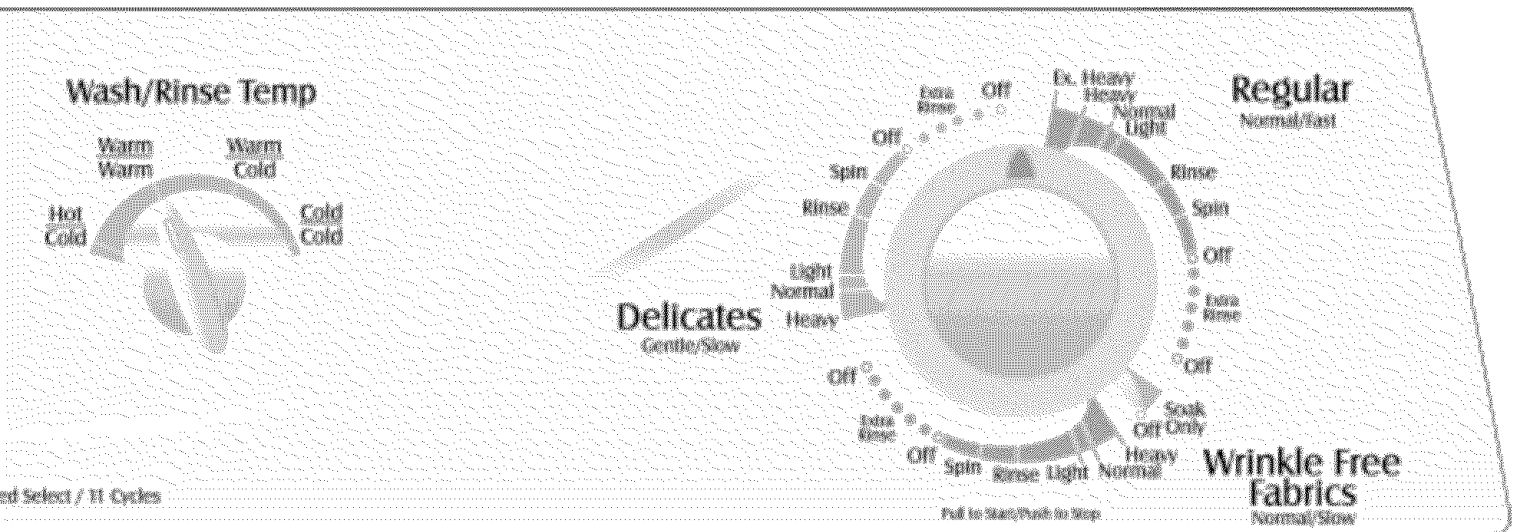 Wash/Rinse Temp
Warm
Warm
Warm
Cold
Hot
Cold
Cold
Cold
ed Select / 11 Cycles
Delicates
Gentle/Slow
Extra
Rinse
Off
Off
Spin
Rinse
Light
Normal
Heavy
Ex. Heavy
Heavy
Normal
Light
Regular
Normal/Fast
Rinse
Spin
Off
Extra
Rinse
Off
Soak
Only
Off
Off
Extra
Rinse
Off
Spin
Rinse
Light
Normal
Heavy
Wrinkle Free
Fabrics
Normal/Slow
Pull to Start/Push to Stop